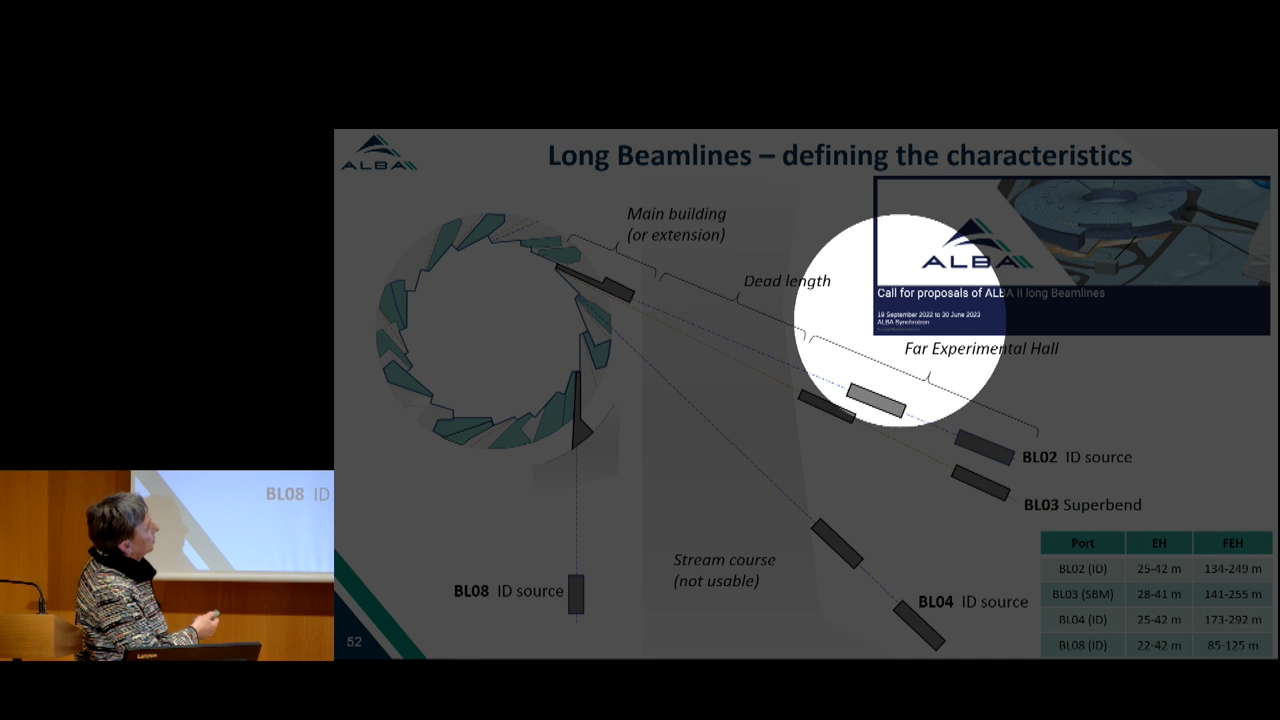 ALBA
Long Beamlines – defining the characteristics
Main building
(or extension)
Dead length
ALBA
Call for proposals of ALBA II long Beamlines
19 September 2022 to 30 June 2023
ALBA Synchrotron
Far Experimental Hall
BL02 ID source
BL03 Superbend
Stream course
(not usable)
BL08 ID source
BL04 ID source
Port EH FEH
BL02 (ID) 25-42 m 134-249 m
BL03 (SBM) 28-41 m 141-255 m
BL04 (ID) 25-42 m 173-292 m
BL08 (ID) 22-42 m 85-125 m
52
BL08 ID
Lenovo